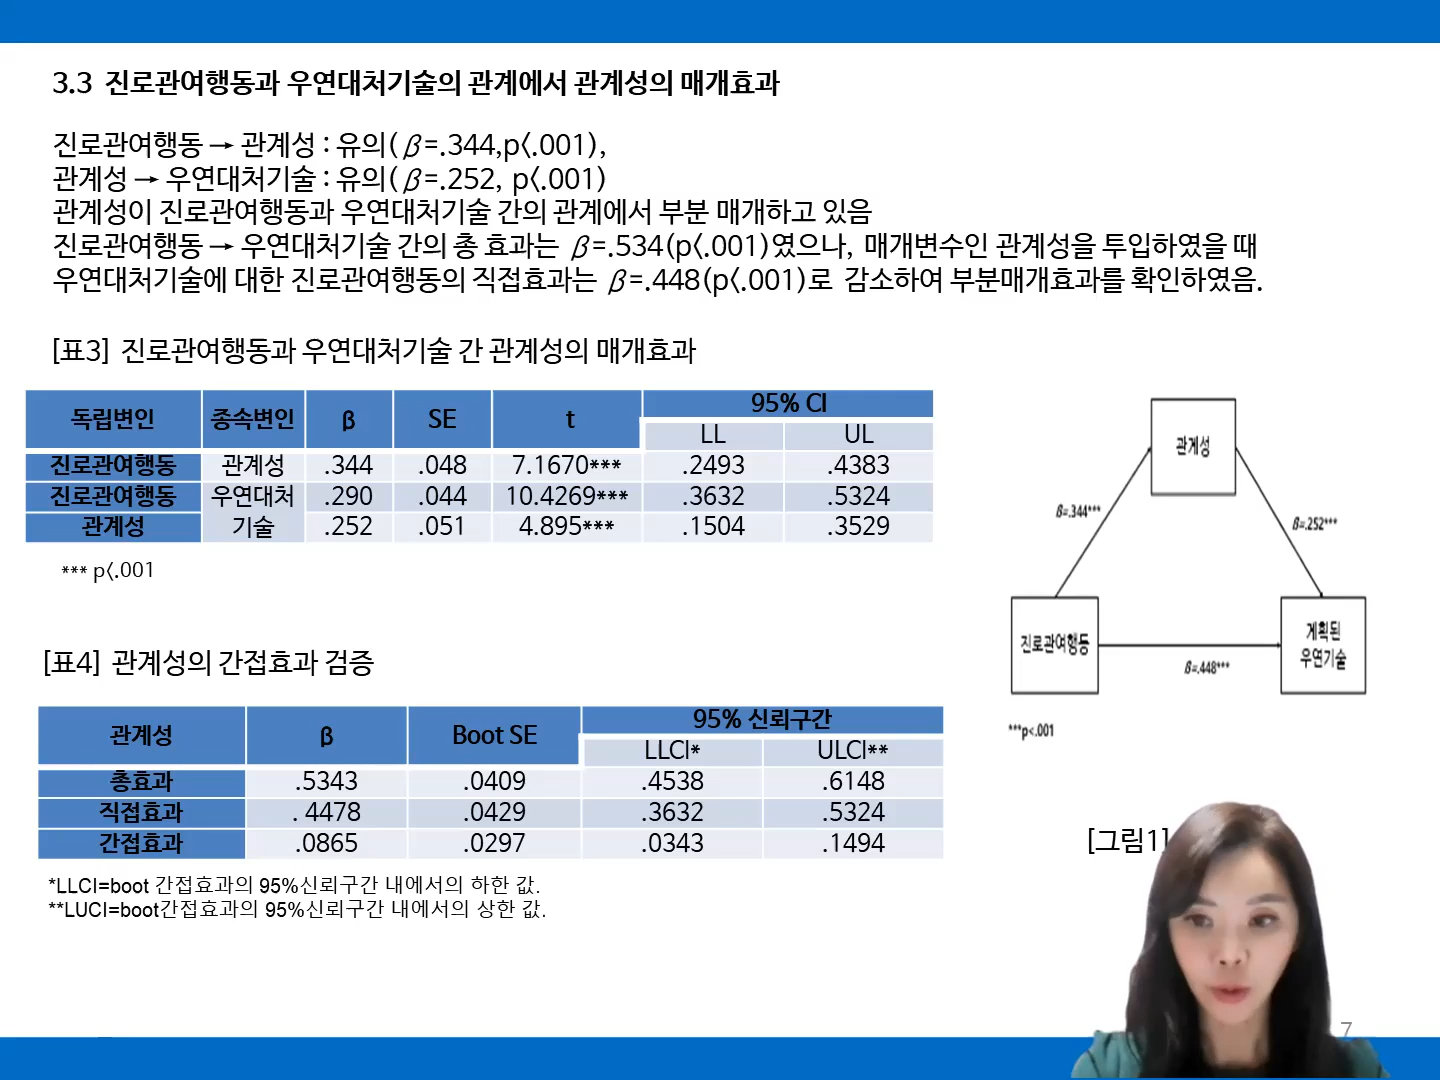 3.3 진로관여행동과 우연대처기술의 관계에서 관계성의 매개효과
진로관여행동 → 관계성 : 유의( β=.344,p<.001),
관계성 → 우연대처기술 : 유의( β=.252, p<.001)
관계성이 진로관여행동과 우연대처기술 간의 관계에서 부분 매개하고 있음
진로관여행동 → 우연대처기술 간의 총 효과는 β=.534(p<.001)였으나, 매개변수인 관계성을 투입하였을 때
우연대처기술에 대한 진로관여행동의 직접효과는 β=.448(p<.001)로 감소하여 부분매개효과를 확인하였음.
[표3] 진로관여행동과 우연대처기술 간 관계성의 매개효과
독립변인 종속변인 β SE t 95% CI
LL UL
진로관여행동 관계성 .344 .048 7.1670*** .2493 .4383
진로관여행동 우연대처 .290 .044 10.4269*** .3632 .5324
관계성 기술 .252 .051 4.895*** .1504 .3529
*** p<.001
관계성
β=.344***
β=.252***
진로관여행동
계획된
우연기술
β=.448***
***p<.001
[그림1]
[표4] 관계성의 간접효과 검증
관계성 β Boot SE 95% 신뢰구간
LLCI* ULCI**
총효과 .5343 .0409 .4538 .6148
직접효과 . 4478 .0429 .3632 .5324
간접효과 .0865 .0297 .0343 .1494
*LLCI=boot 간접효과의 95%신뢰구간 내에서의 하한 값.
**LUCI=boot간접효과의 95%신뢰구간 내에서의 상한 값.
7